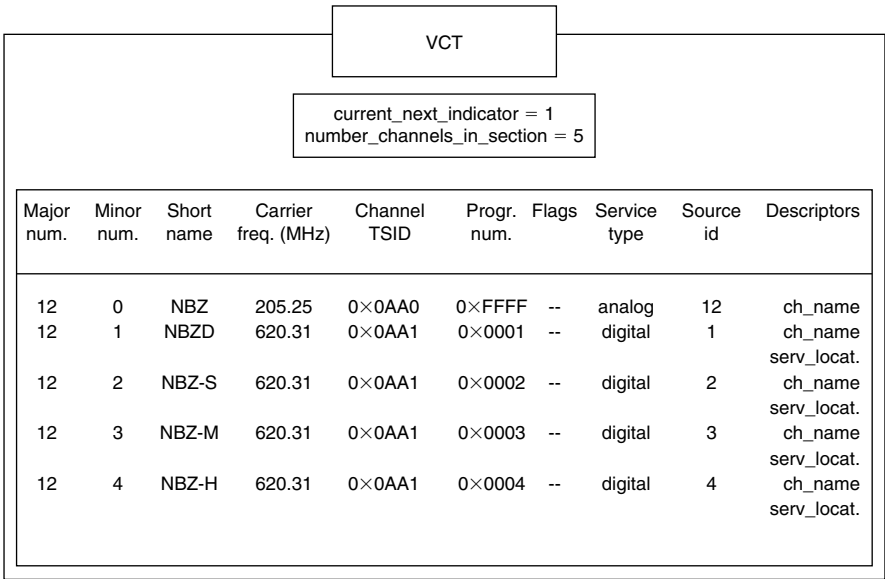 VCT
current_next_indicator = 1
number_channels_in_section = 5
Major Minor Short Carrier Channel Progr. Flags Service Source Descriptors
num. num. name freq. (MHz) TSID num. type id
12 0 NBZ 205.25 0×0AA0 0×FFFF -- analog 12 ch_name
12 1 NBZD 620.31 0×0AA1 0×0001 -- digital 1 ch_name
serv_locat.
12 2 NBZ-S 620.31 0×0AA1 0×0002 -- digital 2 ch_name
serv_locat.
12 3 NBZ-M 620.31 0×0AA1 0×0003 -- digital 3 ch_name
serv_locat.
12 4 NBZ-H 620.31 0×0AA1 0×0004 -- digital 4 ch_name
serv_locat.